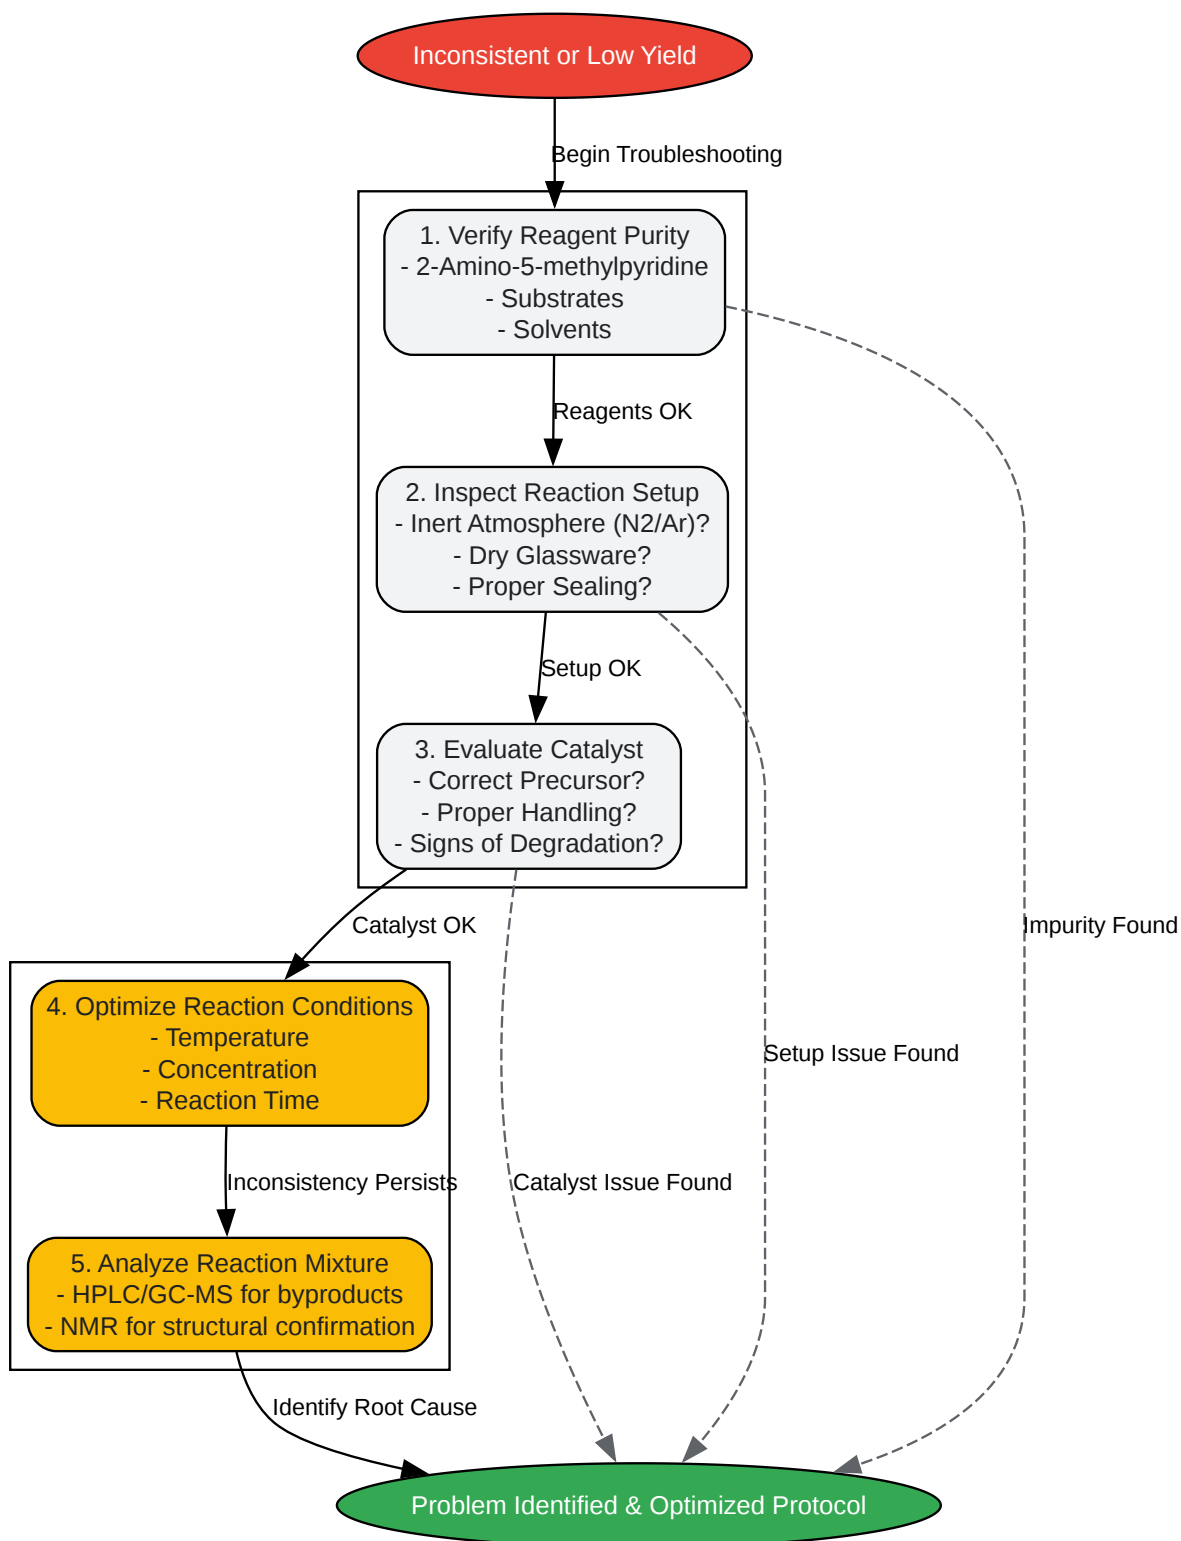 Inconsistent or Low Yield
Begin Troubleshooting
1. Verify Reagent Purity
- 2-Amino-5-methylpyridine
- Substrates
- Solvents
Reagents OK
2. Inspect Reaction Setup
- Inert Atmosphere (N2/Ar)?
- Dry Glassware?
- Proper Sealing?
Setup OK
3. Evaluate Catalyst
- Correct Precursor?
- Proper Handling?
- Signs of Degradation?
Catalyst OK
Impurity Found
4. Optimize Reaction Conditions
- Temperature
- Concentration
- Reaction Time
Setup Issue Found
Inconsistency Persists
Catalyst Issue Found
5. Analyze Reaction Mixture
- HPLC/GC-MS for byproducts
- NMR for structural confirmation
Identify Root Cause
Problem Identified & Optimized Protocol